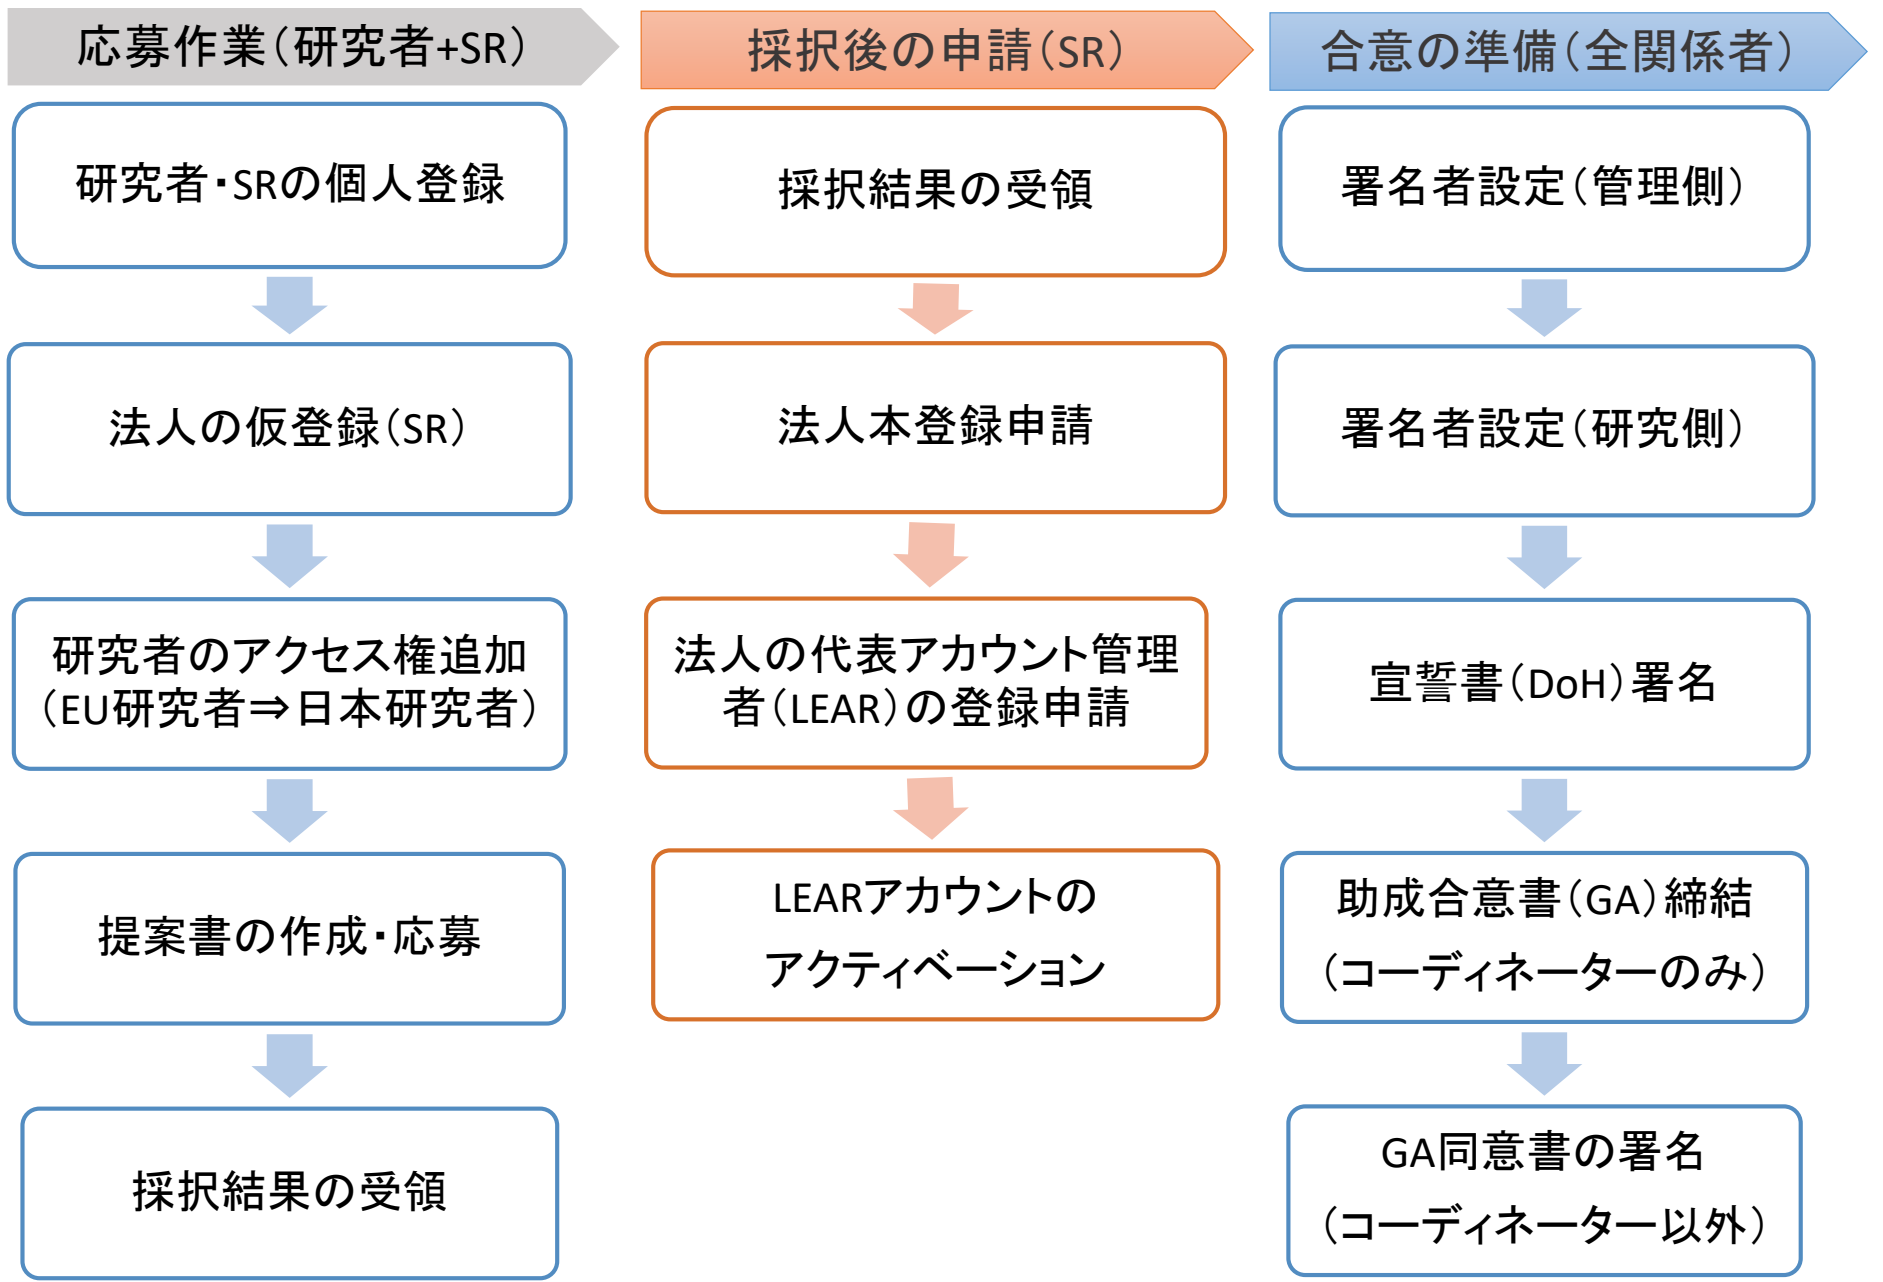 応募作業（研究者+SR）
研究者・SRの個人登録
法人の仮登録（SR）
研究者のアクセス権追加
（EU研究者⇒日本研究者）
提案書の作成・応募
採択結果の受領
採択後の申請（SR）
採択結果の受領
法人本登録申請
法人の代表アカウント管理
者（LEAR）の登録申請
LEARアカウントの
アクティベーション
合意の準備（全関係者）
署名者設定（管理側）
署名者設定（研究側）
宣誓書（DoH）署名
助成合意書（GA）締結
（コーディネーターのみ）
GA同意書の署名
（コーディネーター以外）